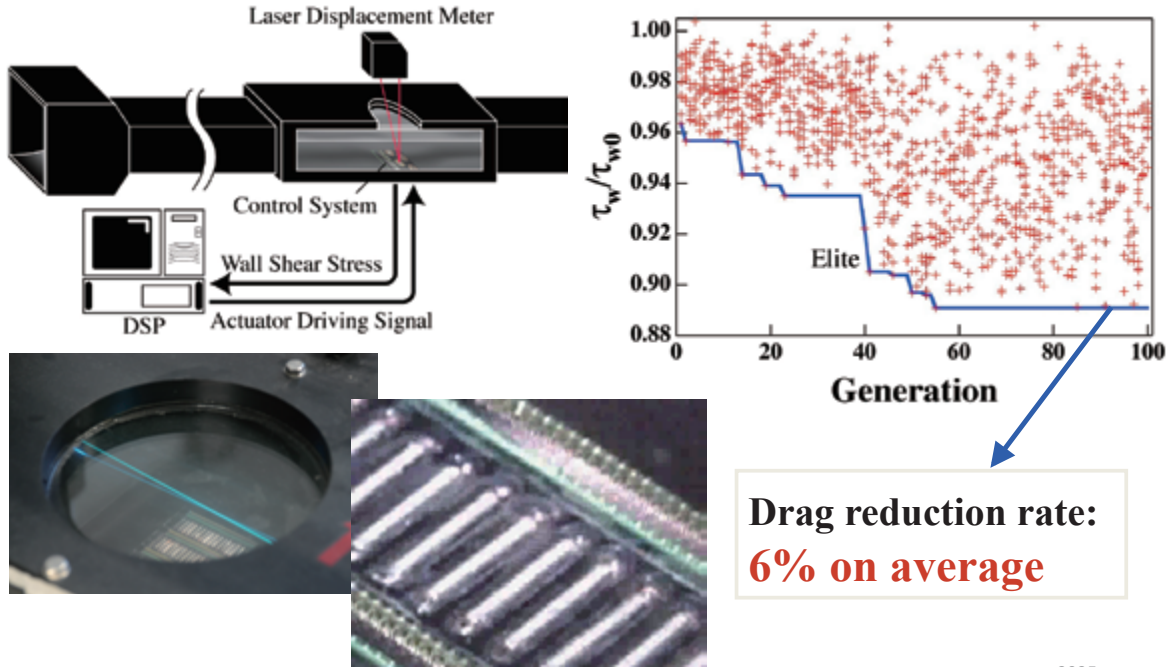 Laser Displacement Meter
Control System
Wall Shear Stress
DSP
Actuator Driving Signal
1.00
0.98
0.96
0.94
0.92
0.90
0.88
τw/τw0
Elite
0 20 40 60 80 100
Generation
Drag reduction rate:
6% on average